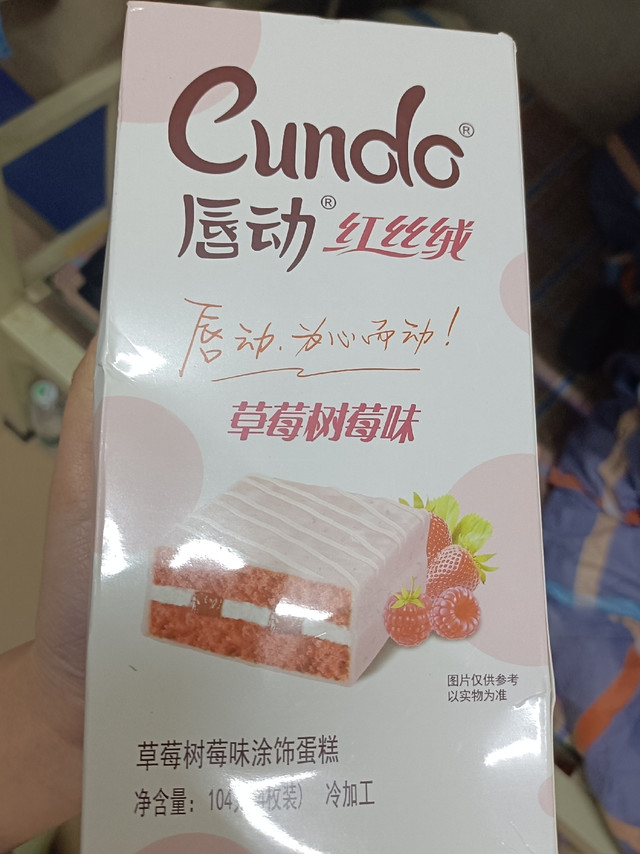 Cundo®
唇动® 红丝绒
唇动.为心而动!
草莓树莓味
图片仅供参考
以实物为准
草莓树莓味涂饰蛋糕
净含量: 104 枚装) 冷加工